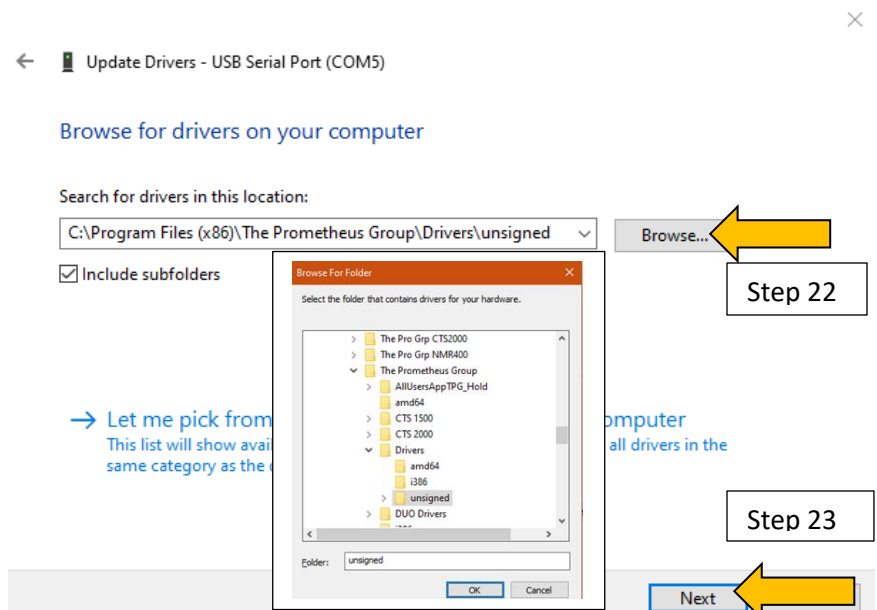 Update Drivers - USB Serial Port (COM5)
Browse for drivers on your computer
Search for drivers in this location:
C:\Program Files (x86)\The Prometheus Group\Drivers\unsigned
Browse...
Include subfolders
Step 22
Browse For Folder
Select the folder that contains drivers for your hardware.
The Pro Grp CTS2000
The Pro Grp NMR400
The Prometheus Group
AllUsersAppTPG_Hold
amd64
CTS 1500
CTS 2000
Drivers
amd64
i386
unsigned
DUO Drivers
Folder: unsigned
OK Cancel
Let me pick from
This list will show all drivers in the
same category as the
Step 23
Next